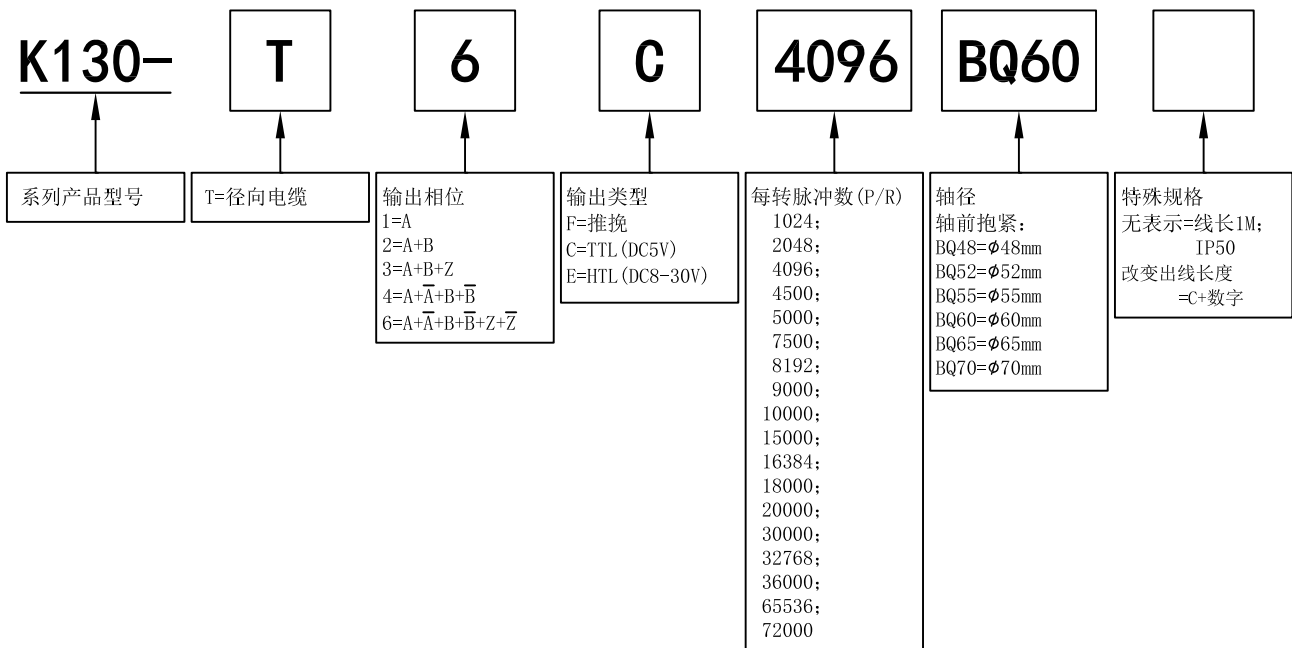 K130-
T
6
C
4096
BQ60
系列产品型号
T=径向电缆
输出相位
1=A
2=A+B
3=A+B+Z
4=A+A̅+B+B̅
6=A+A̅+B+B̅+Z+Z̅
输出类型
F=推挽
C=TTL(DC5V)
E=HTL(DC8-30V)
每转脉冲数(P/R)
1024;
2048;
4096;
4500;
5000;
7500;
8192;
9000;
10000;
15000;
16384;
18000;
20000;
30000;
32768;
36000;
65536;
72000
轴径
轴前抱紧:
BQ48=ϕ48mm
BQ52=ϕ52mm
BQ55=ϕ55mm
BQ60=ϕ60mm
BQ65=ϕ65mm
BQ70=ϕ70mm
特殊规格
无表示=线长1M;
IP50
改变出线长度
=C+数字